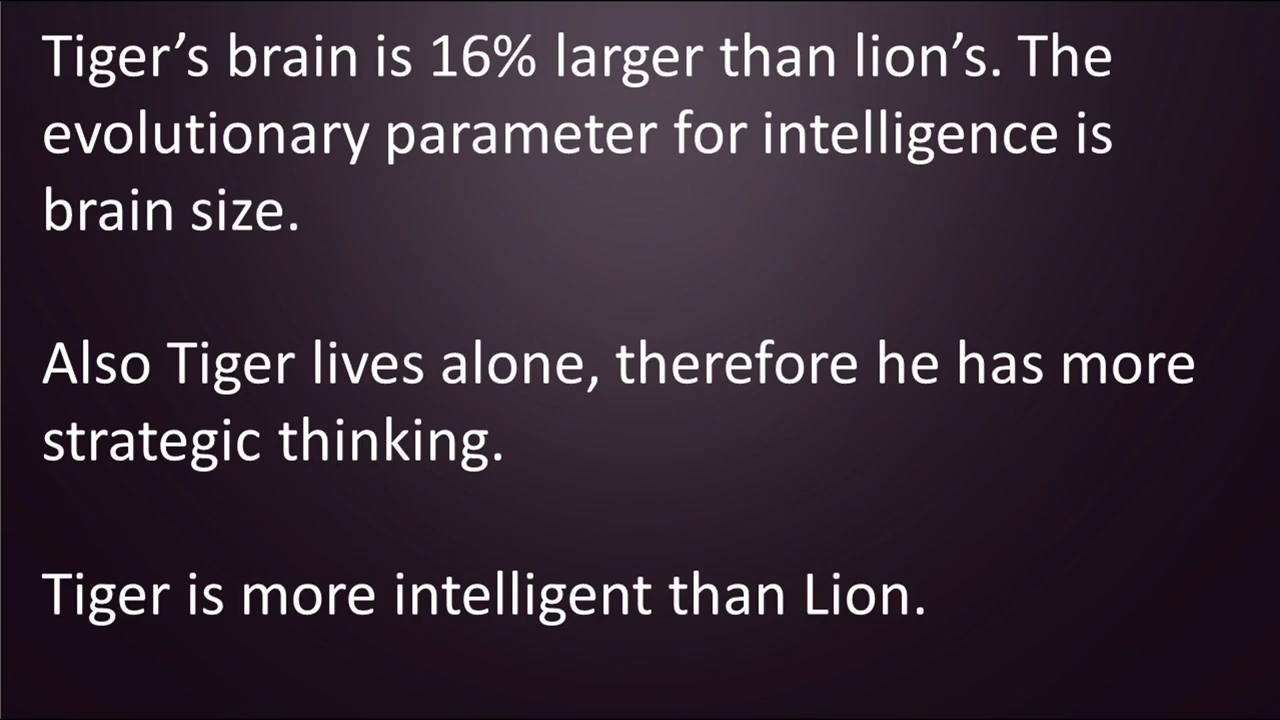 Tiger’s brain is 16% larger than lion’s. The
evolutionary parameter for intelligence is
brain size.
Also Tiger lives alone, therefore he has more
strategic thinking.
Tiger is more intelligent than Lion.